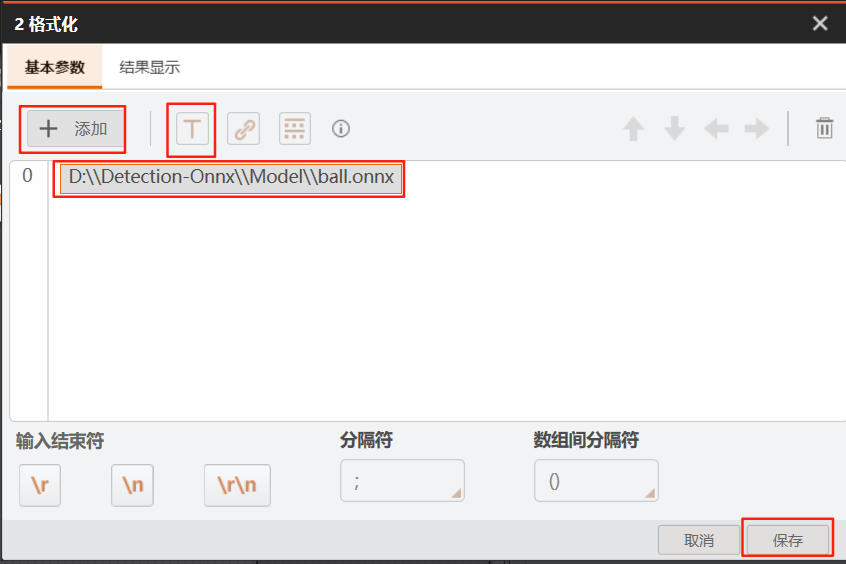 2 格式化
基本参数 结果显示
添加
0 D:\\Detection-Onnx\\Model\\ball.onnx
输入结束符 分隔符 数组间分隔符
\r \n \r\n ; ()
取消 保存